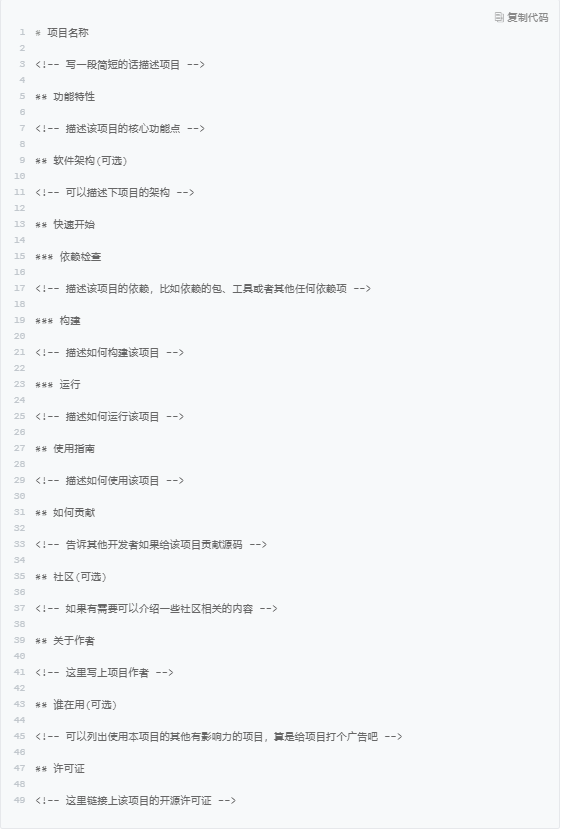 复制代码
1 * 项目名称
2
3 <!-- 写一段简短的话描述项目 -->
4
5 ** 功能特性
6
7 <!-- 描述该项目的核心功能点 -->
8
9 ** 软件架构(可选)
10
11 <!-- 可以描述下项目的架构 -->
12
13 ** 快速开始
14
15 *** 依赖检查
16
17 <!-- 描述该项目的依赖，比如依赖的包、工具或者其他任何依赖项 -->
18
19 *** 构建
20
21 <!-- 描述如何构建该项目 -->
22
23 *** 运行
24
25 <!-- 描述如何运行该项目 -->
26
27 ** 使用指南
28
29 <!-- 描述如何使用该项目 -->
30
31 ** 如何贡献
32
33 <!-- 告诉其他开发者如果给该项目贡献源码 -->
34
35 ** 社区(可选)
36
37 <!-- 如果有需要可以介绍一些社区相关的内容 -->
38
39 ** 关于作者
40
41 <!-- 这里写上项目作者 -->
42
43 ** 谁在用(可选)
44
45 <!-- 可以列出使用本项目的其他有影响力的项目，算是给项目打个广告吧 -->
46
47 ** 许可证
48
49 <!-- 这里链接上该项目的开源许可证 -->